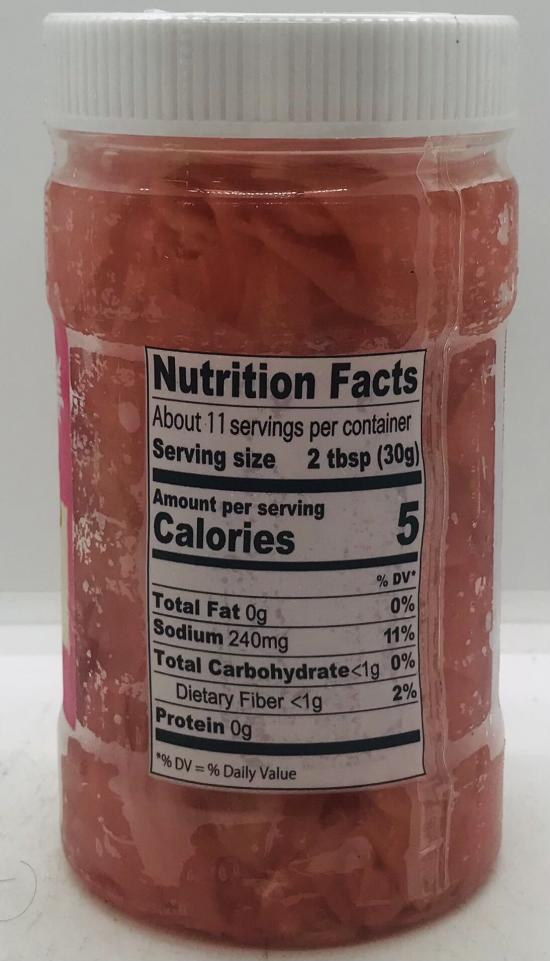 Nutrition Facts
About 11 servings per container
Serving size 2 tbsp (30g)
Amount per serving
Calories 5
% DV*
Total Fat 0g 0%
Sodium 240mg 11%
Total Carbohydrate<1g 0%
Dietary Fiber <1g 2%
Protein 0g
*% DV = % Daily Value